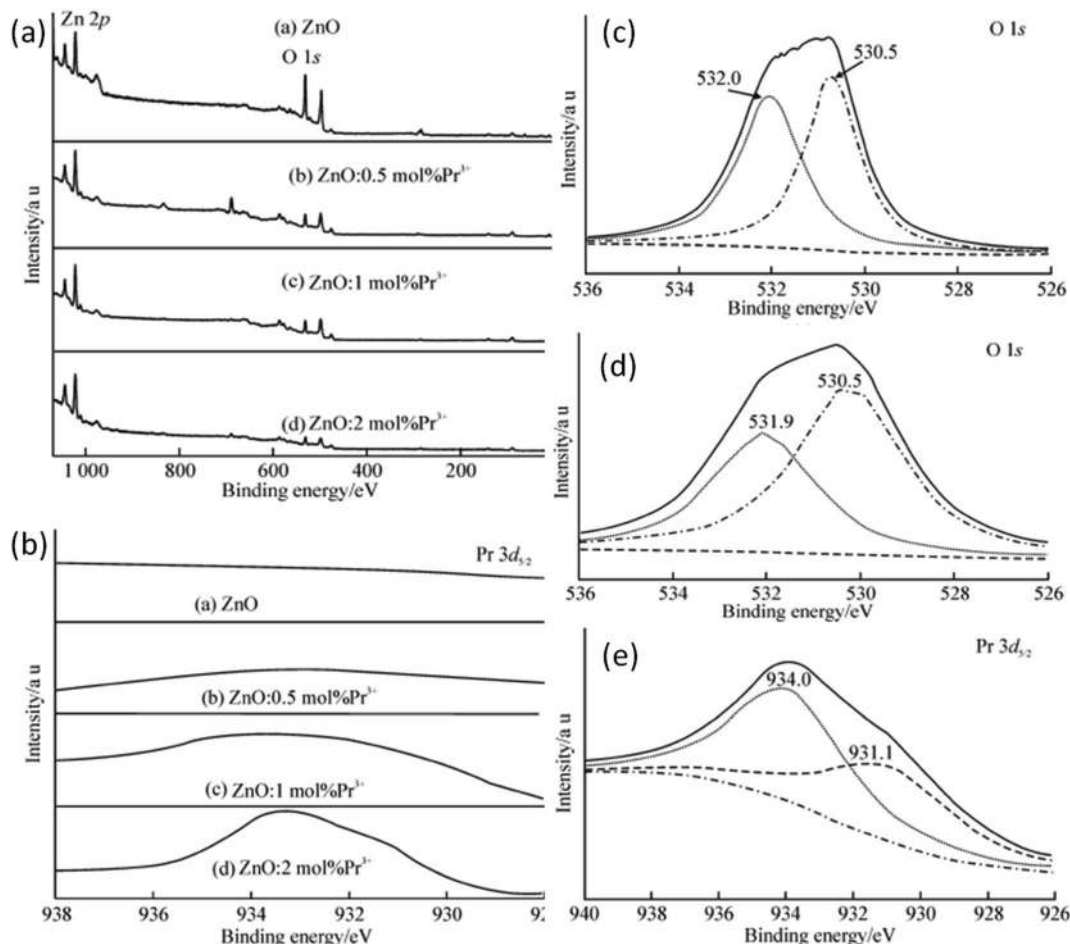 (a)
Zn 2p
(a) ZnO
O 1s
(b) ZnO:0.5 mol%Pr³⁺
(c) ZnO:1 mol%Pr³⁺
(d) ZnO:2 mol%Pr³⁺
Intensity/a u
1 000 800 600 400 200
Binding energy/eV
(b)
Pr 3d5/2
(a) ZnO
(b) ZnO:0.5 mol%Pr³⁺
(c) ZnO:1 mol%Pr³⁺
(d) ZnO:2 mol%Pr³⁺
Intensity/a u
938 936 934 932 930 92
Binding energy/eV
(c)
O 1s
532.0
530.5
Intensity/a u
536 534 532 530 528 526
Binding energy/eV
(d)
O 1s
531.9
530.5
Intensity/a u
536 534 532 530 528 526
Binding energy/eV
(e)
Pr 3d5/2
934.0
931.1
Intensity/a u
940 938 936 934 932 930 928 926
Binding energy/eV